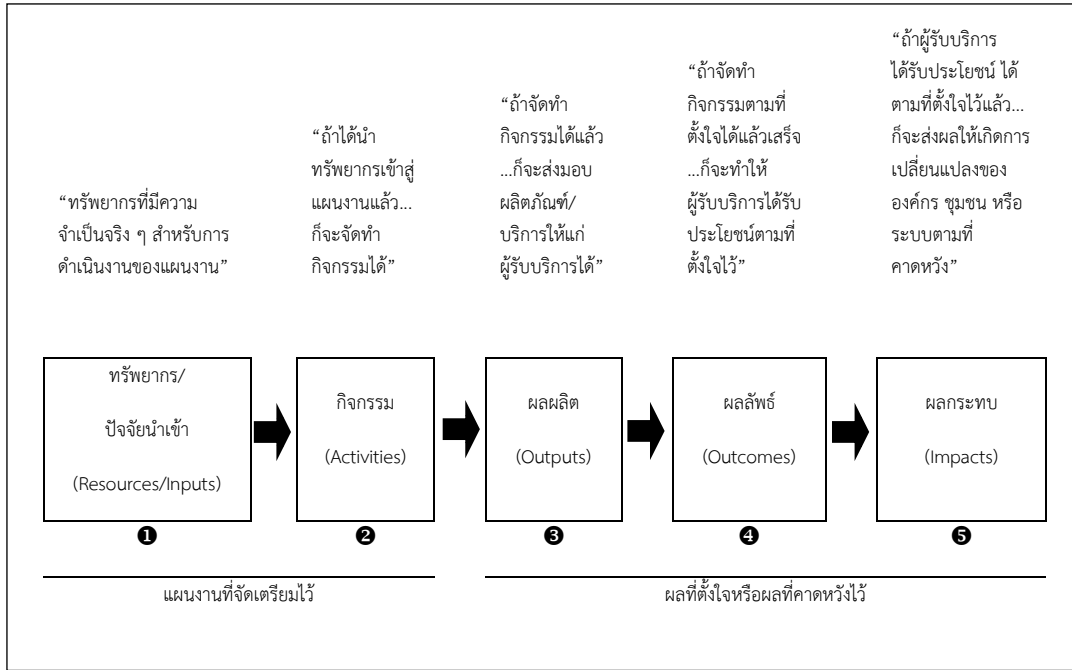 “ทรัพยากรที่มีความ
จำเป็นจริง ๆ สำหรับการ
ดำเนินงานของแผนงาน”
“ถ้าได้นำ
ทรัพยากรเข้าสู่
แผนงานแล้ว...
ก็จะจัดทำ
กิจกรรมได้”
“ถ้าจัดทำ
กิจกรรมได้แล้ว
...ก็จะส่งมอบ
ผลิตภัณฑ์/
บริการให้แก่
ผู้รับบริการได้”
“ถ้าจัดทำ
กิจกรรมตามที่
ตั้งใจได้แล้วเสร็จ
...ก็จะทำให้
ผู้รับบริการได้รับ
ประโยชน์ตามที่
ตั้งใจไว้”
“ถ้าผู้รับบริการ
ได้รับประโยชน์ ได้
ตามที่ตั้งใจไว้แล้ว...
ก็จะส่งผลให้เกิดการ
เปลี่ยนแปลงของ
องค์กร ชุมชน หรือ
ระบบตามที่
คาดหวัง”
ทรัพยากร/
ปัจจัยนำเข้า
(Resources/Inputs)
❶
กิจกรรม
(Activities)
❷
ผลผลิต
(Outputs)
❸
ผลลัพธ์
(Outcomes)
❹
ผลกระทบ
(Impacts)
❺
แผนงานที่จัดเตรียมไว้
ผลที่ตั้งใจหรือผลที่คาดหวังไว้